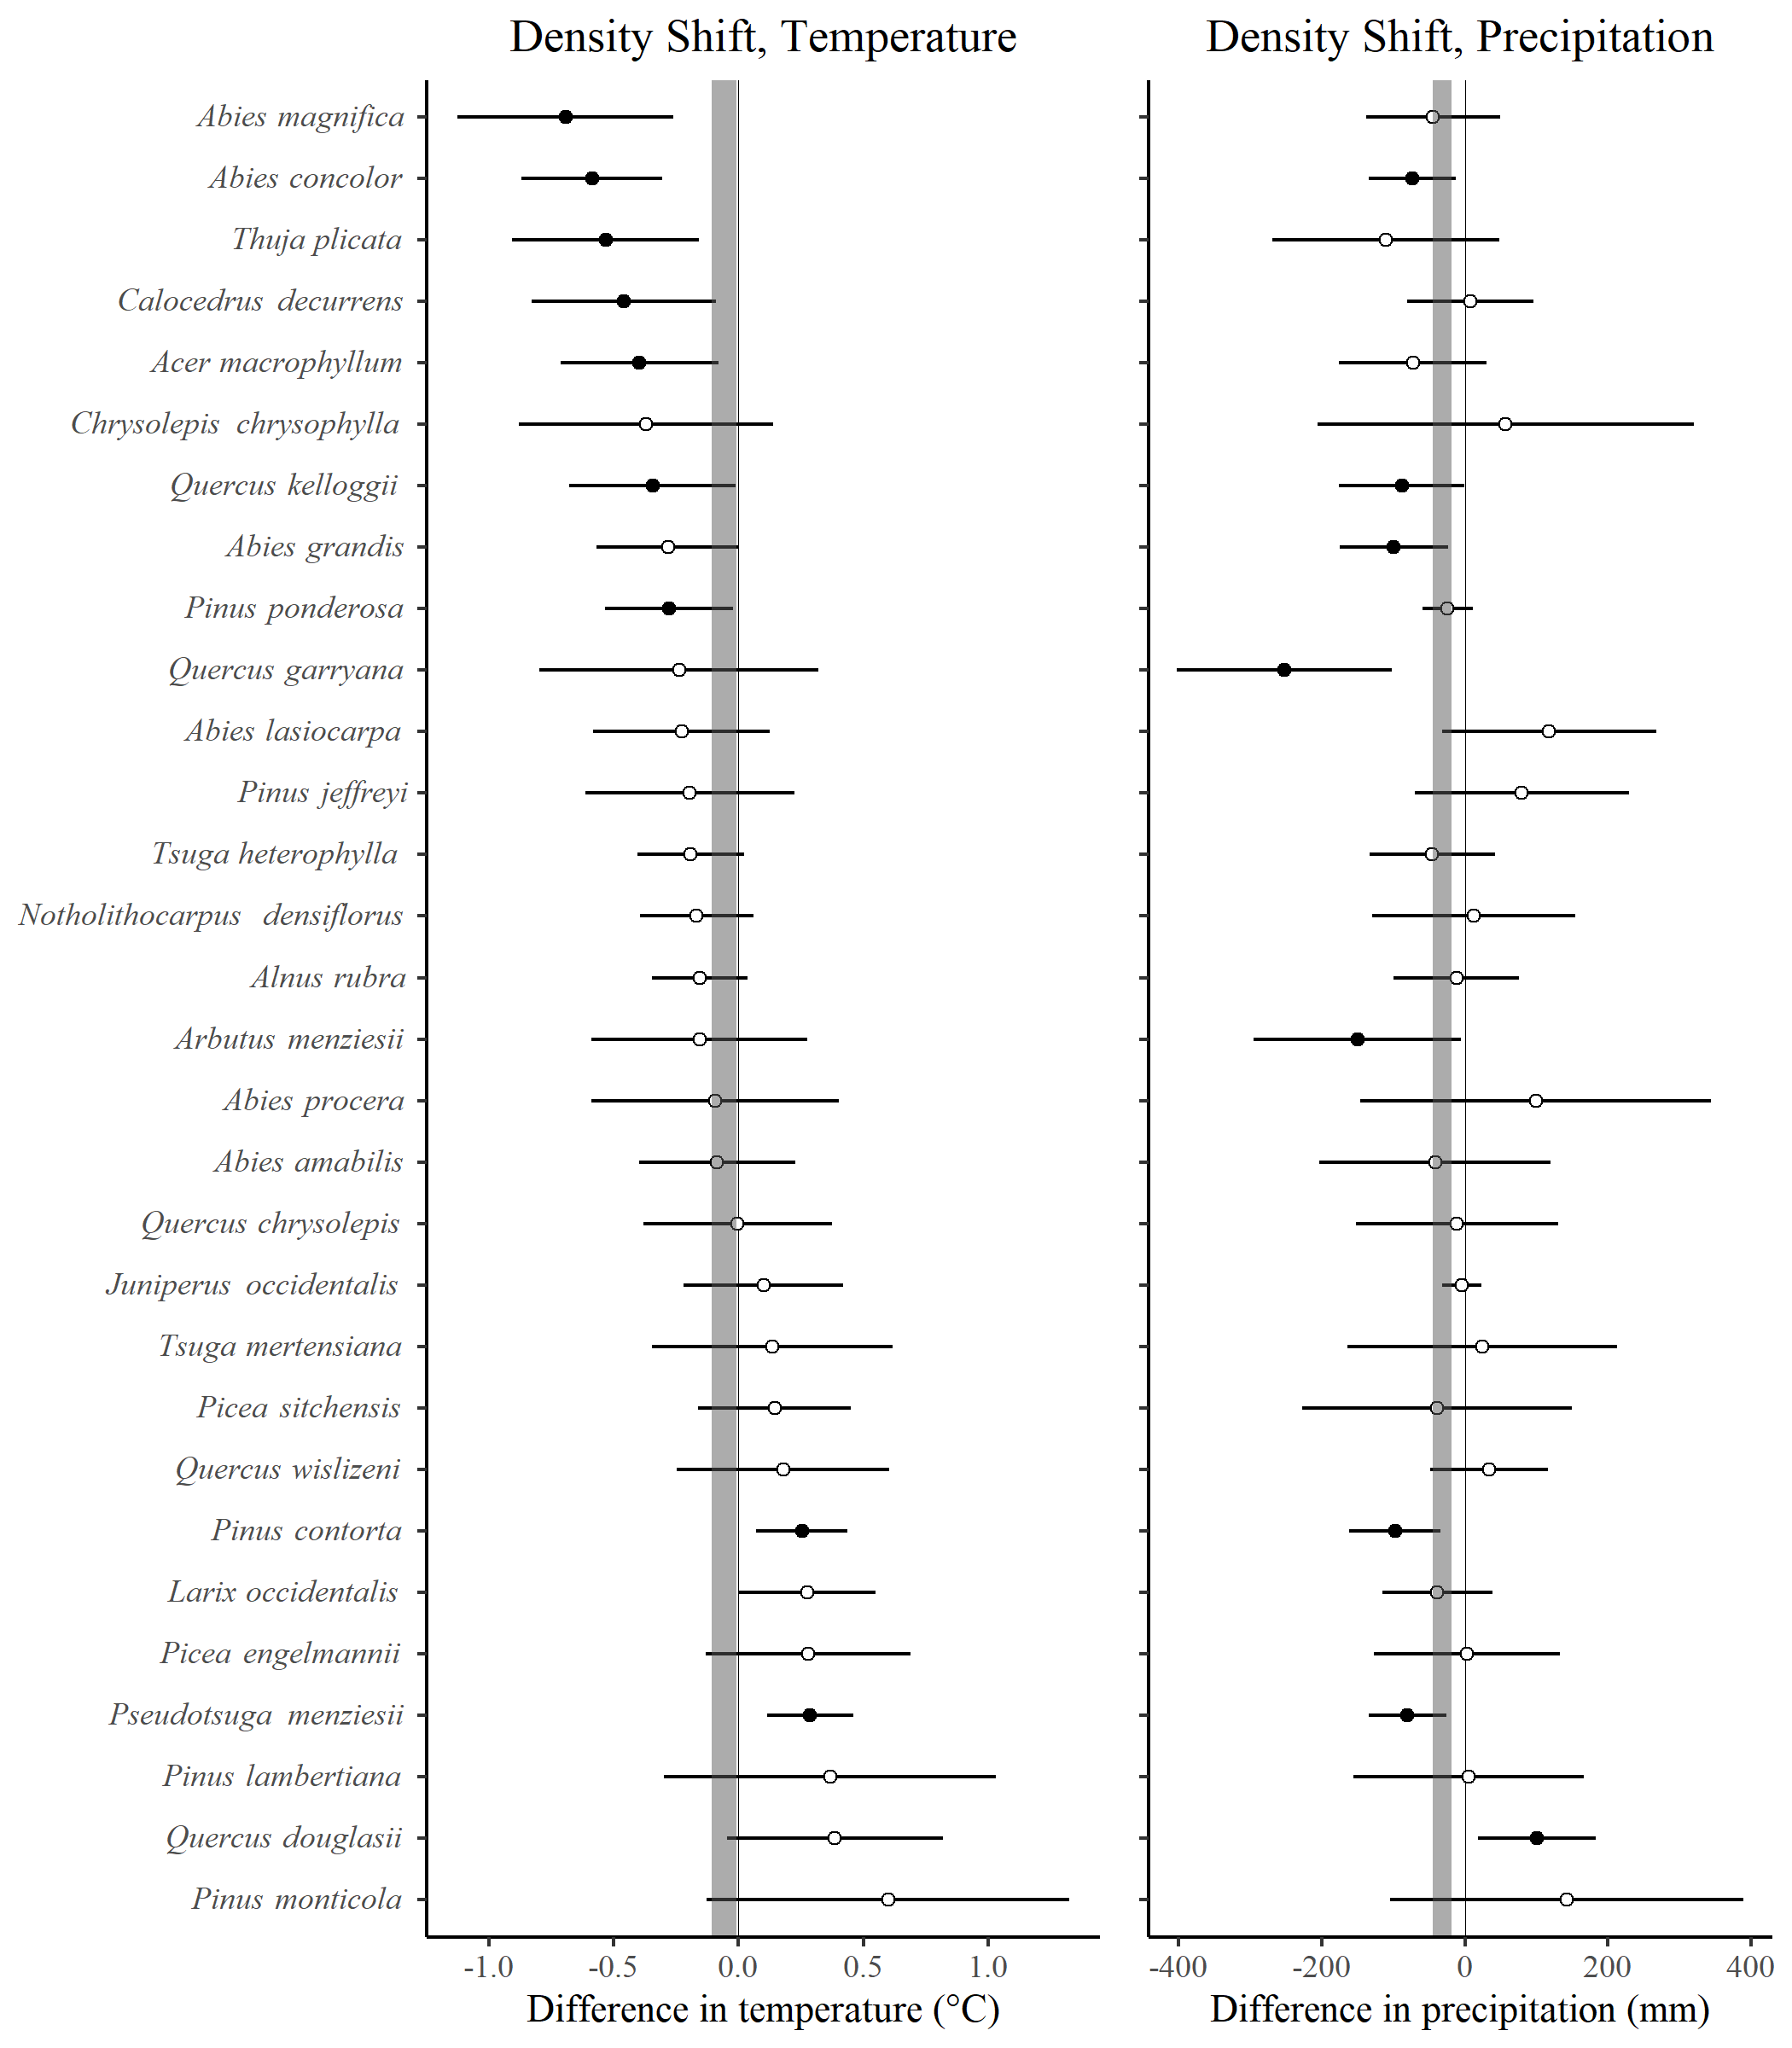 Density Shift, Temperature
Density Shift, Precipitation
Abies magnifica
Abies concolor
Thuja plicata
Calocedrus decurrens
Acer macrophyllum
Chrysolepis chrysophylla
Quercus kelloggii
Abies grandis
Pinus ponderosa
Quercus garryana
Abies lasiocarpa
Pinus jeffreyi
Tsuga heterophylla
Notholithocarpus densiflorus
Alnus rubra
Arbutus menziesii
Abies procera
Abies amabilis
Quercus chrysolepis
Juniperus occidentalis
Tsuga mertensiana
Picea sitchensis
Quercus wislizeni
Pinus contorta
Larix occidentalis
Picea engelmannii
Pseudotsuga menziesii
Pinus lambertiana
Quercus douglasii
Pinus monticola
-1.0 -0.5 0.0 0.5 1.0
-400 -200 0 200 400
Difference in temperature (°C)
Difference in precipitation (mm)